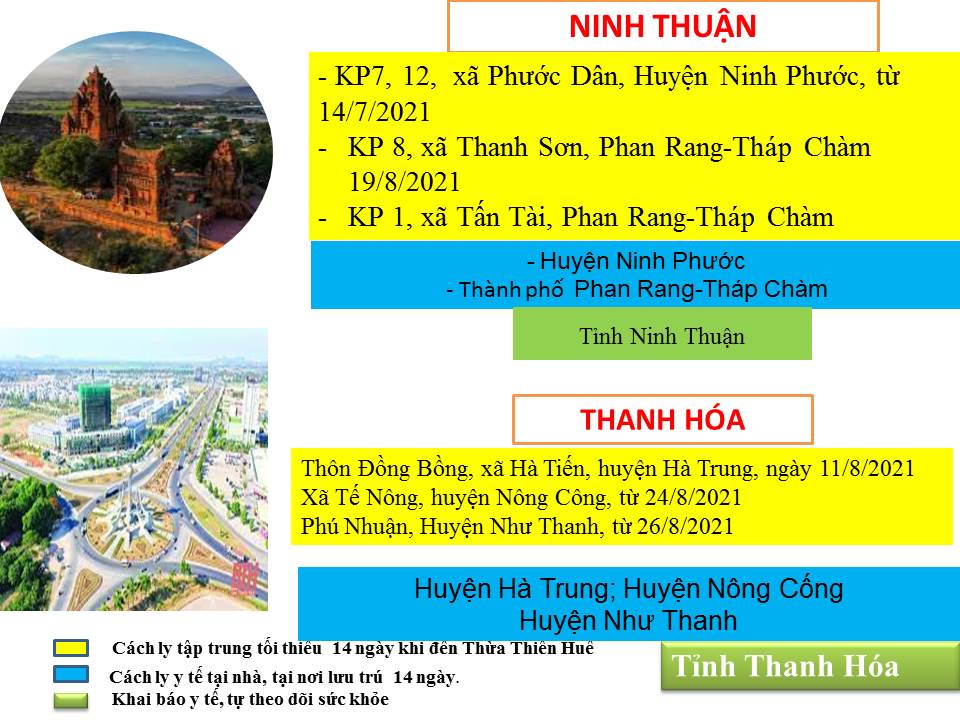 NINH THUẬN
- KP7, 12, xã Phước Dân, Huyện Ninh Phước, từ
14/7/2021
- KP 8, xã Thanh Sơn, Phan Rang-Tháp Chàm
19/8/2021
- KP 1, xã Tấn Tài, Phan Rang-Tháp Chàm
- Huyện Ninh Phước
- Thành phố Phan Rang-Tháp Chàm
Tỉnh Ninh Thuận
THANH HÓA
Thôn Đồng Bồng, xã Hà Tiến, huyện Hà Trung, ngày 11/8/2021
Xã Tế Nông, huyện Nông Công, từ 24/8/2021
Phú Nhuận, Huyện Như Thanh, từ 26/8/2021
Huyện Hà Trung; Huyện Nông Cống
Huyện Như Thanh
Cách ly tập trung tối thiểu 14 ngày khi đến Thừa Thiên Huế
Cách ly y tế tại nhà, tại nơi lưu trú 14 ngày.
Khai báo y tế, tự theo dõi sức khỏe
Tỉnh Thanh Hóa